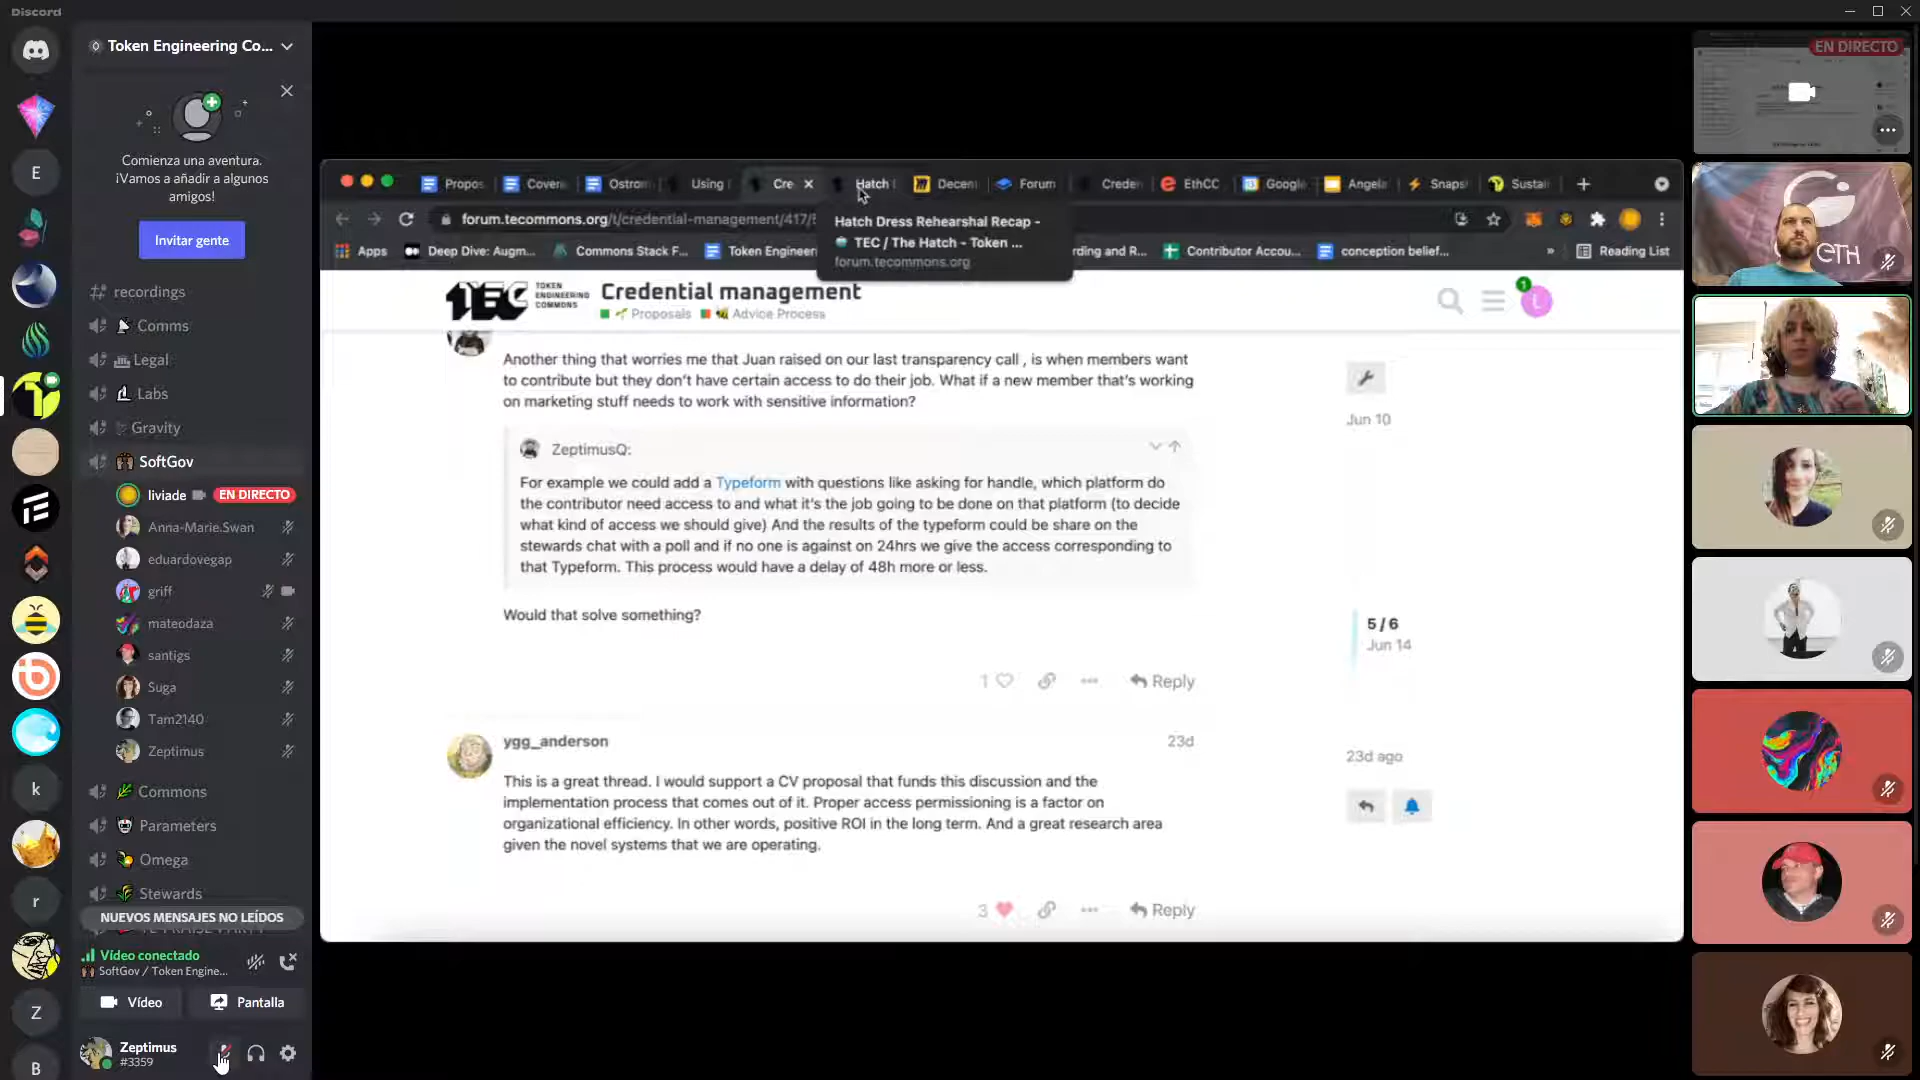 Discord
Token Engineering Co...
Comienza una aventura.
¡Vamos a añadir a algunos
amigos!
Invitar gente
recordings
Comms
Legal
Labs
Gravity
SoftGov
liviade EN DIRECTO
Anna-Marie.Swan
eduardovegap
griff
mateodaza
santigs
Suga
Tam2140
Zeptimus
Commons
Parameters
Omega
Stewards
NUEVOS MENSAJES NO LEÍDOS
Vídeo conectado
SoftGov / Token Engine...
Vídeo
Pantalla
Zeptimus
#3359
E
k
r
Z
B
Propos
Covena
Ostrom
Using
Cre
Hatch
Decent
Forum
Creden
EthCC
Google
Angela
Snaps
Sustain
forum.tecommons.org/t/credential-management/417/5
Hatch Dress Rehearshal Recap -
TEC / The Hatch - Token ...
forum.tecommons.org
Apps
Deep Dive: Augm...
Commons Stack F...
Token Engineer
rding and R...
Contributor Accou...
conception belief...
»
Reading List
TEC TOKEN ENGINEERING COMMONS
Credential management
Proposals
Advice Process
1
L
Another thing that worries me that Juan raised on our last transparency call , is when members want
to contribute but they don't have certain access to do their job. What if a new member that's working
on marketing stuff needs to work with sensitive information?
ZeptimusQ:
For example we could add a Typeform with questions like asking for handle, which platform do
the contributor need access to and what it's the job going to be done on that platform (to decide
what kind of access we should give) And the results of the typeform could be share on the
stewards chat with a poll and if no one is against on 24hrs we give the access corresponding to
that Typeform. This process would have a delay of 48h more or less.
Would that solve something?
1
Reply
ygg_anderson
23d
This is a great thread. I would support a CV proposal that funds this discussion and the
implementation process that comes out of it. Proper access permissioning is a factor on
organizational efficiency. In other words, positive ROI in the long term. And a great research area
given the novel systems that we are operating.
3
Reply
Jun 10
5 / 6
Jun 14
23d ago
EN DIRECTO
ETH